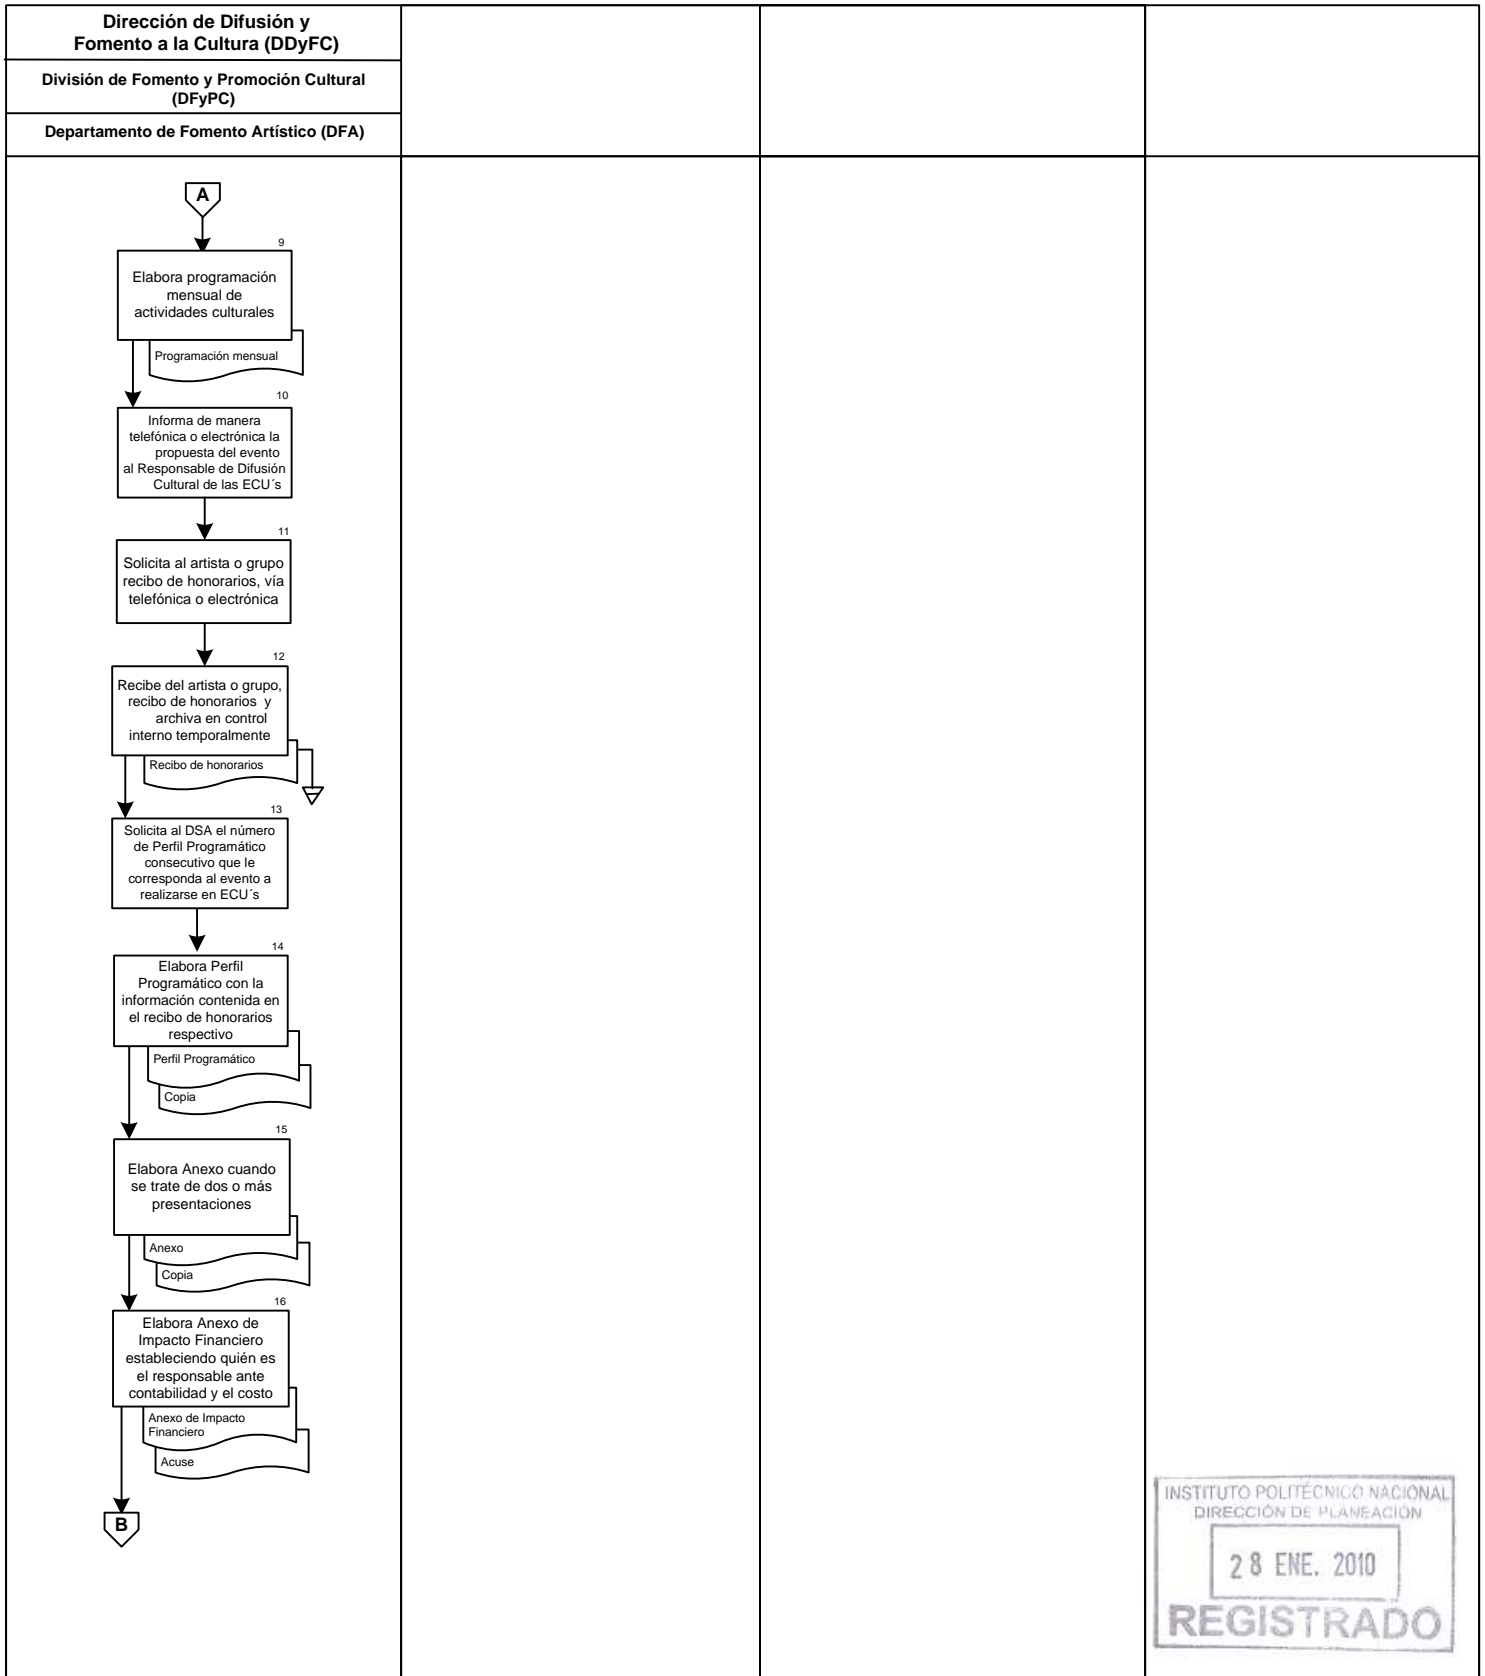 Dirección de Difusión y
Fomento a la Cultura (DDyFC)
División de Fomento y Promoción Cultural
(DFyPC)
Departamento de Fomento Artístico (DFA)
A
9
Elabora programación
mensual de
actividades culturales
Programación mensual
10
Informa de manera
telefónica o electrónica la
propuesta del evento
al Responsable de Difusión
Cultural de las ECU´s
11
Solicita al artista o grupo
recibo de honorarios, vía
telefónica o electrónica
12
Recibe del artista o grupo,
recibo de honorarios y
archiva en control
interno temporalmente
Recibo de honorarios
13
Solicita al DSA el número
de Perfil Programático
consecutivo que le
corresponda al evento a
realizarse en ECU´s
14
Elabora Perfil
Programático con la
información contenida en
el recibo de honorarios
respectivo
Perfil Programático
Copia
15
Elabora Anexo cuando
se trate de dos o más
presentaciones
Anexo
Copia
16
Elabora Anexo de
Impacto Financiero
estableciendo quién es
el responsable ante
contabilidad y el costo
Anexo de Impacto
Financiero
Acuse
B
INSTITUTO POLITÉCNICO NACIONAL
DIRECCIÓN DE PLANEACIÓN
28 ENE. 2010
REGISTRADO